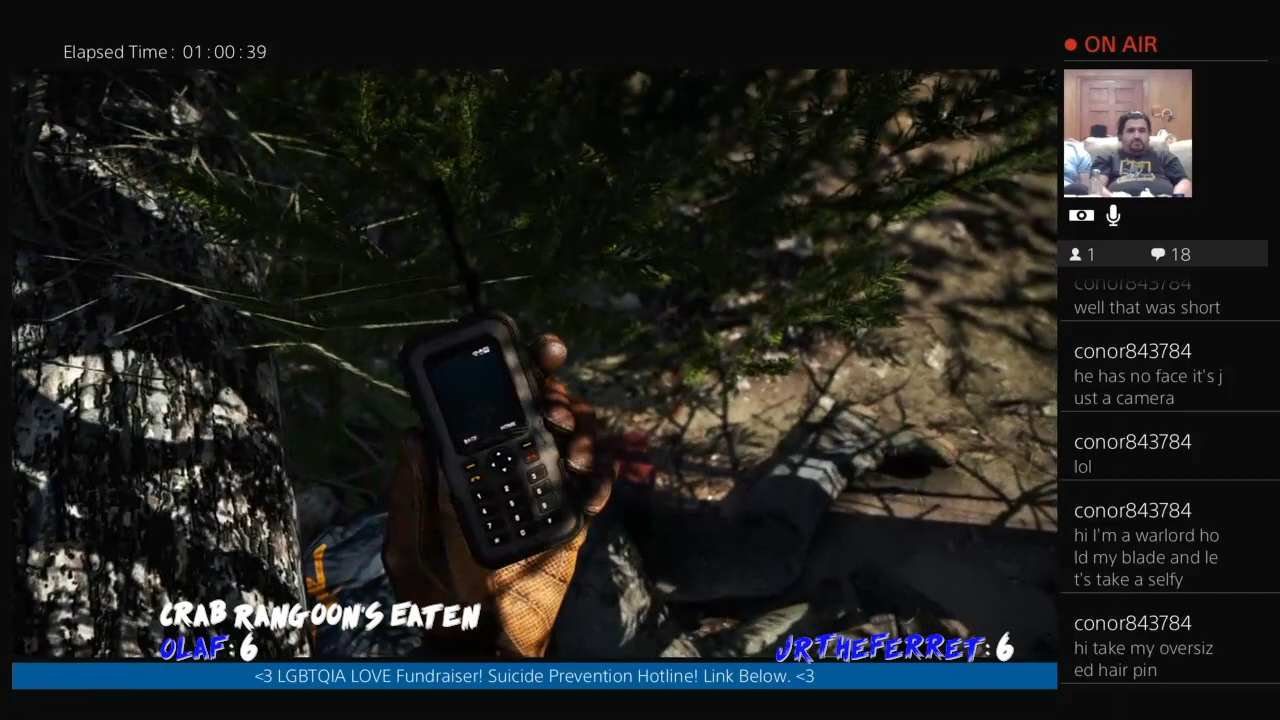 Elapsed Time: 01:00:39
ON AIR
1
18
conor843784
well that was short
conor843784
he has no face it's j
ust a camera
conor843784
lol
conor843784
hi I'm a warlord ho
ld my blade and le
t's take a selfy
conor843784
hi take my oversiz
ed hair pin
CRAB RANGOON'S EATEN
OLAF:6
JRTHEFERRET:6
<3 LGBTQIA LOVE Fundraiser! Suicide Prevention Hotline! Link Below. <3